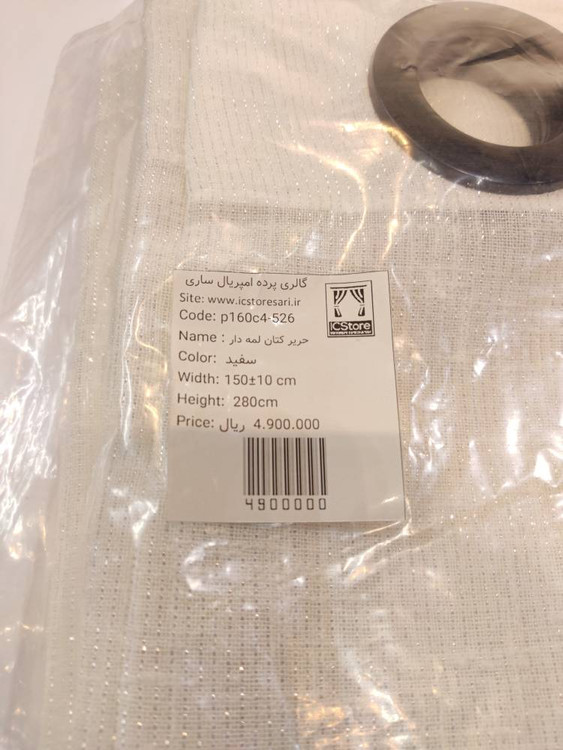 گالری پرده امپریال ساری
Site: www.icstoresari.ir
Code: p160c4-526
Name : حریر کتان لمه دار
Color: سفید
Width: 150±10 cm
Height: 280cm
Price: ریال 4.900.000
4900000
ICStore